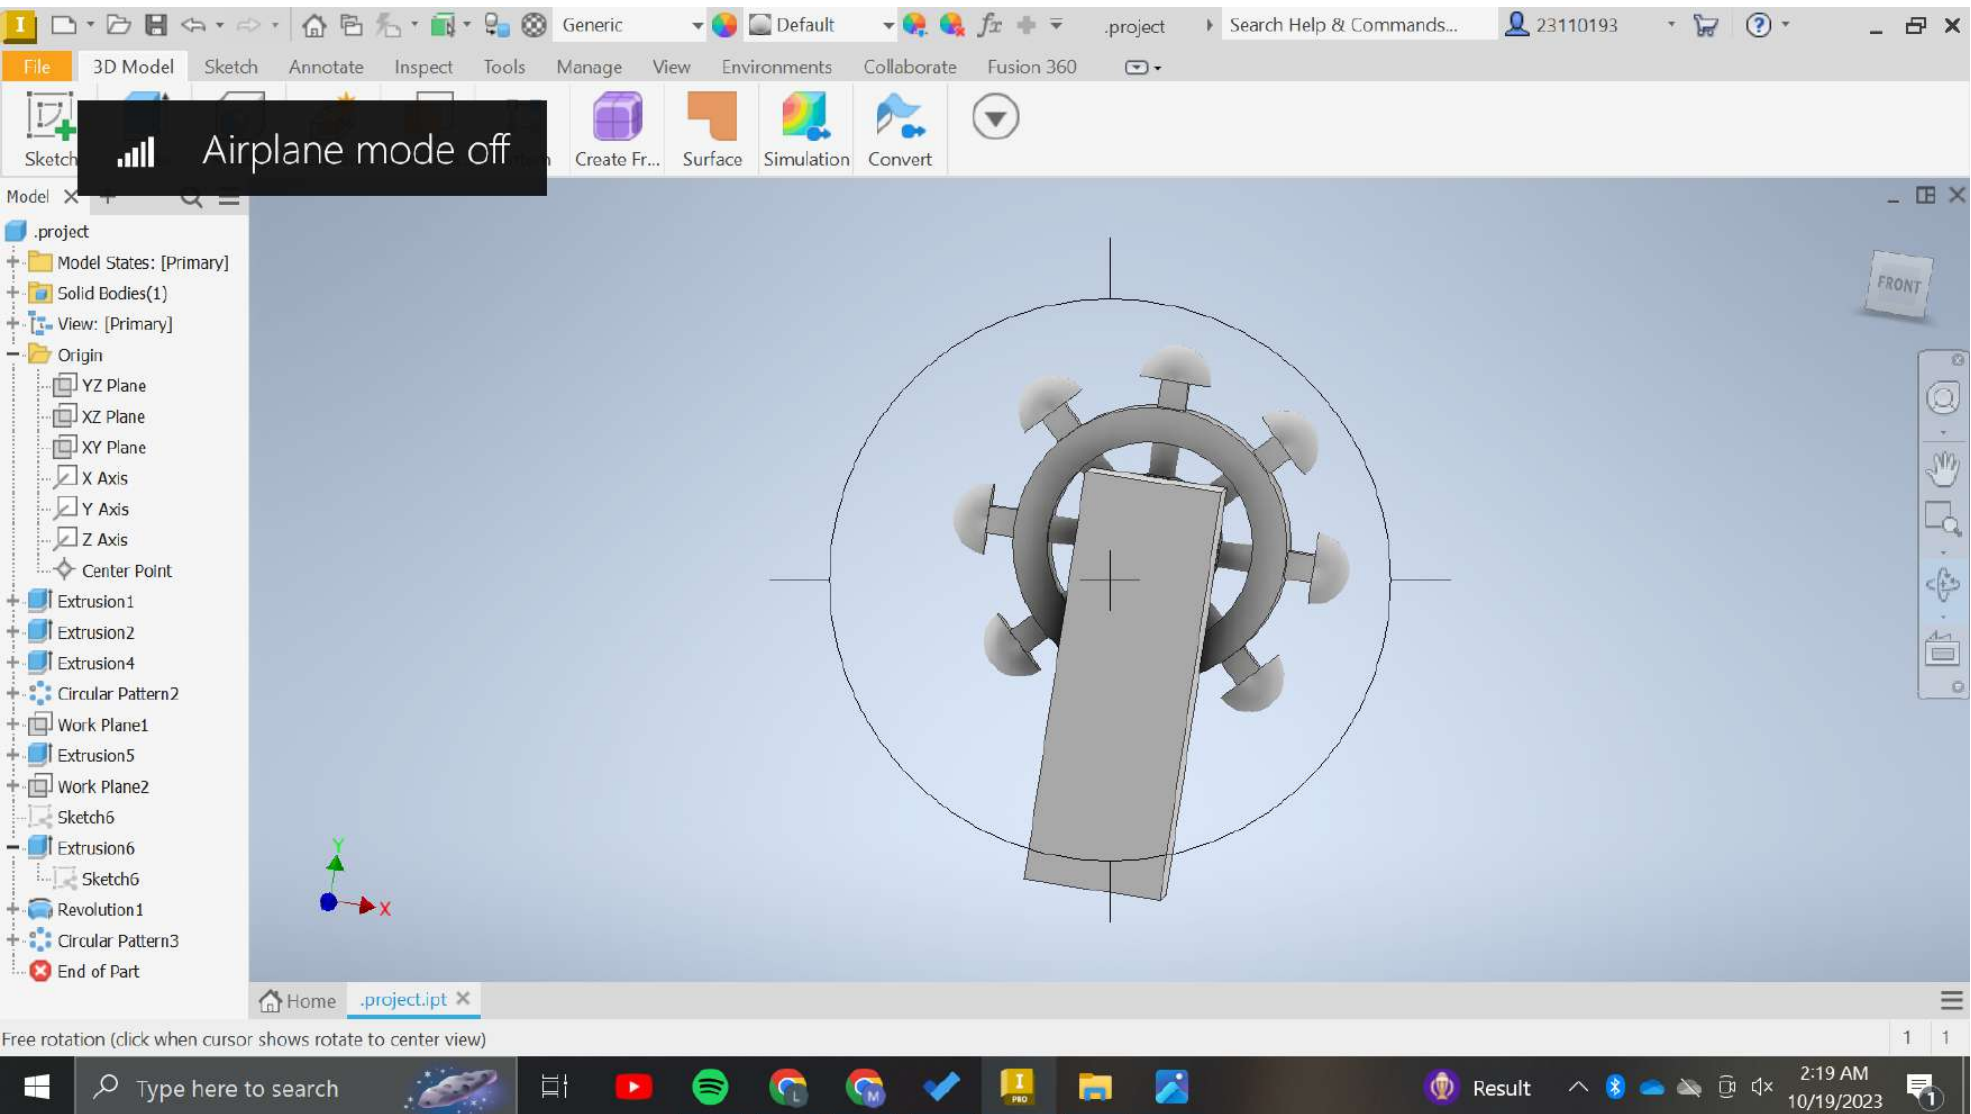 Generic
Default
fx
.project
Search Help & Commands...
23110193
File
3D Model
Sketch
Annotate
Inspect
Tools
Manage
View
Environments
Collaborate
Fusion 360
Airplane mode off
Sketch
Create Fr...
Surface
Simulation
Convert
Model
.project
Model States: [Primary]
Solid Bodies(1)
View: [Primary]
Origin
YZ Plane
XZ Plane
XY Plane
X Axis
Y Axis
Z Axis
Center Point
Extrusion1
Extrusion2
Extrusion4
Circular Pattern2
Work Plane1
Extrusion5
Work Plane2
Sketch6
Extrusion6
Sketch6
Revolution1
Circular Pattern3
End of Part
FRONT
Y
X
Home
.project.ipt
Free rotation (click when cursor shows rotate to center view)
1
1
Type here to search
I
PRO
Result
2:19 AM
10/19/2023
1